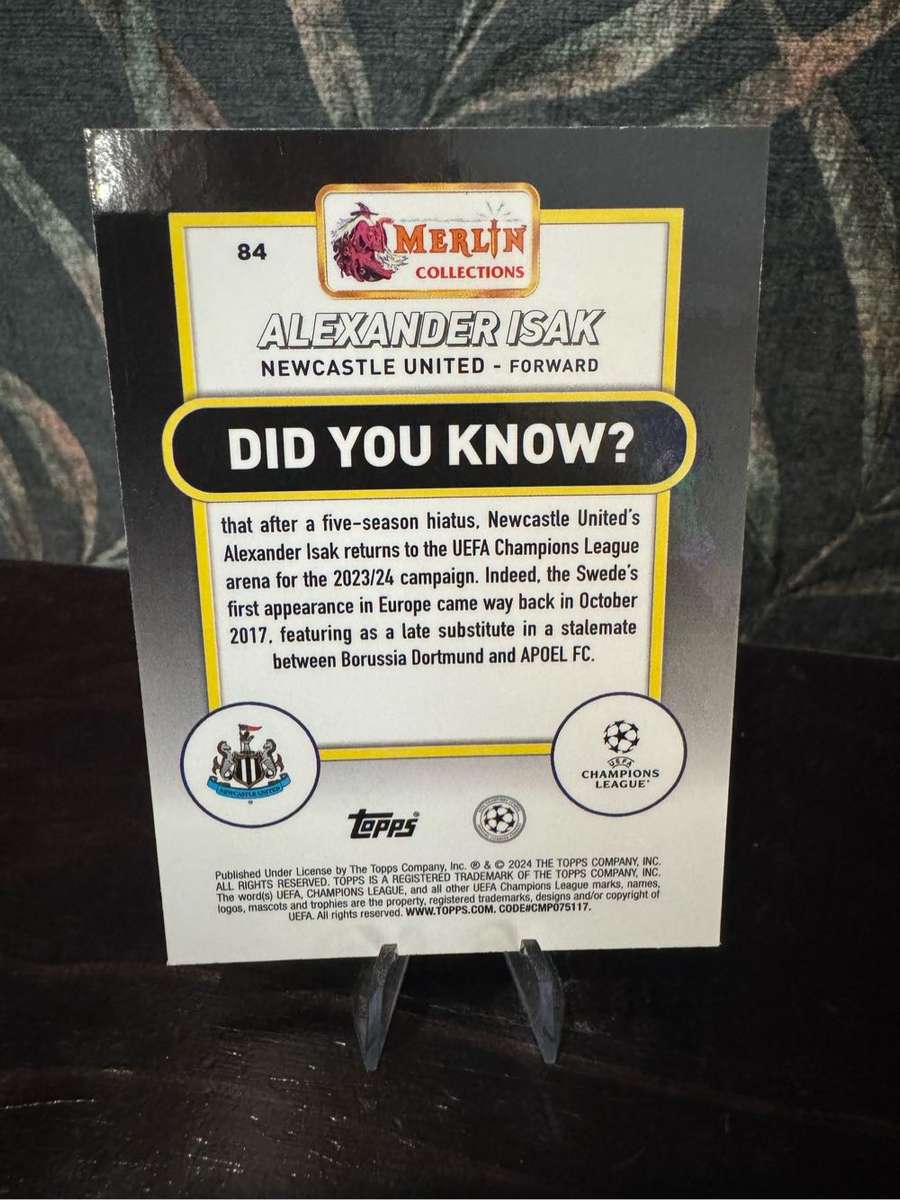 84
MERLIN
COLLECTIONS
ALEXANDER ISAK
NEWCASTLE UNITED - FORWARD
DID YOU KNOW?
that after a five-season hiatus, Newcastle United's
Alexander Isak returns to the UEFA Champions League
arena for the 2023/24 campaign. Indeed, the Swede's
first appearance in Europe came way back in October
2017, featuring as a late substitute in a stalemate
between Borussia Dortmund and APOEL FC.
NEWCASTLE UNITED
UEFA
CHAMPIONS
LEAGUE
Topps
Published Under License by The Topps Company, Inc. ® & © 2024 THE TOPPS COMPANY, INC.
ALL RIGHTS RESERVED. TOPPS IS A REGISTERED TRADEMARK OF THE TOPPS COMPANY, INC.
The word(s) UEFA, CHAMPIONS LEAGUE, and all other UEFA Champions League marks, names,
logos, mascots and trophies are the property, registered trademarks, designs and/or copyright of
UEFA. All rights reserved. WWW.TOPPS.COM. CODE#CMP075117.